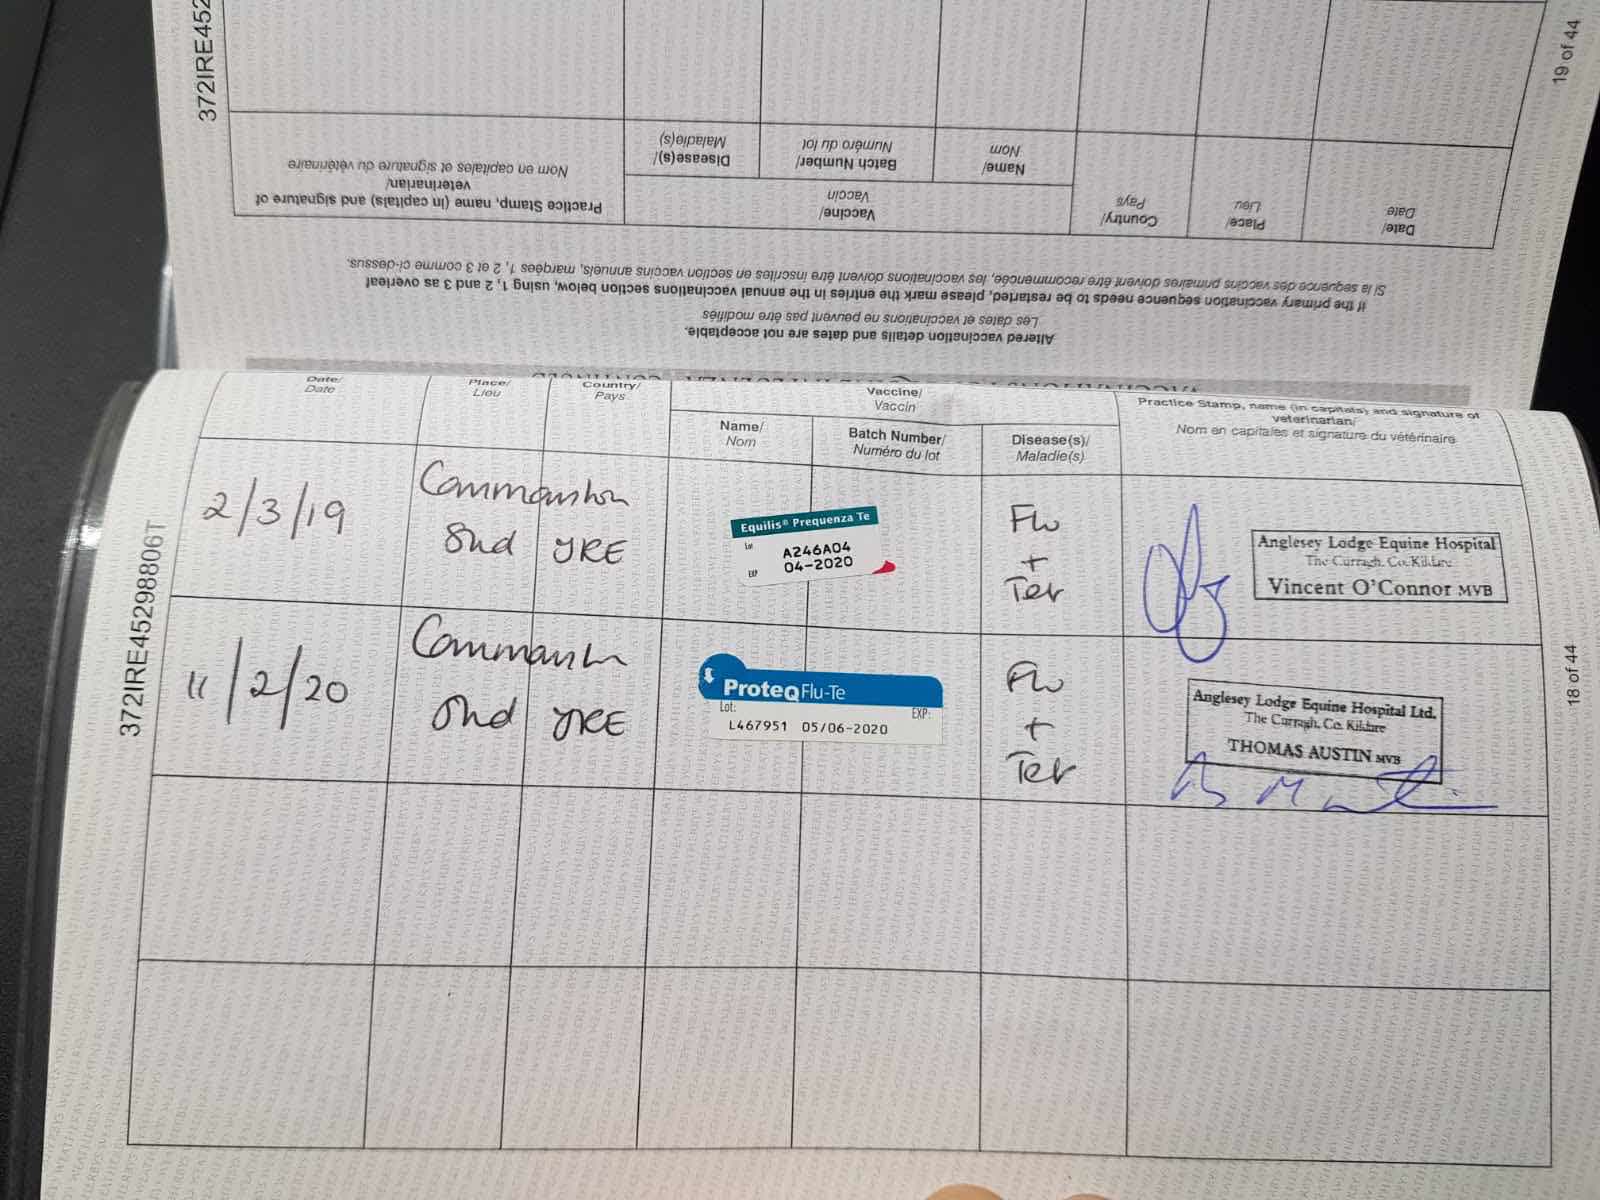 372IRE452
19 of 44
Practice Stamp, name (in capitals) and signature of
veterinarian/
Nom en capitales et signature du vétérinaire
Vaccine/
Vaccin
Disease(s)/
Maladie(s)
Batch Number/
Numéro du lot
Name/
Nom
Country/
Pays
Place/
Lieu
Date/
Date
If the primary vaccination sequence needs to be restarted, please mark the entries in the annual vaccinations section below, using 1, 2 and 3 as overleaf
Si la séquence des vaccins primaires doivent être recommencée, les vaccinations doivent être inscrites en section vaccins annuels, marqées 1, 2 et 3 comme ci-dessus.
Altered vaccination details and dates are not acceptable.
Les dates et vaccinations ne peuvent pas être modifiés
372IRE45298806T
18 of 44
Date/
Date
Place/
Lieu
Country/
Pays
Vaccine/
Vaccin
Name/
Nom
Batch Number/
Numéro du lot
Disease(s)/
Maladie(s)
Practice Stamp, name (in capitals) and signature of
veterinarian/
Nom en capitales et signature du vétérinaire
2/3/19
Stud
IRE
Equilis® Prequenza Te
Lot
A246A04
EXP
04-2020
Flu
+
Tet
Anglesey Lodge Equine Hospital
The Curragh, Co. Kildare
Vincent O'Connor MVB
11/2/20
Stud
IRE
ProteqFlu-Te
Lot:
EXP:
L467951 05/06-2020
Flu
+
Tet
Anglesey Lodge Equine Hospital Ltd.
The Curragh, Co. Kildare
THOMAS AUSTIN MVB